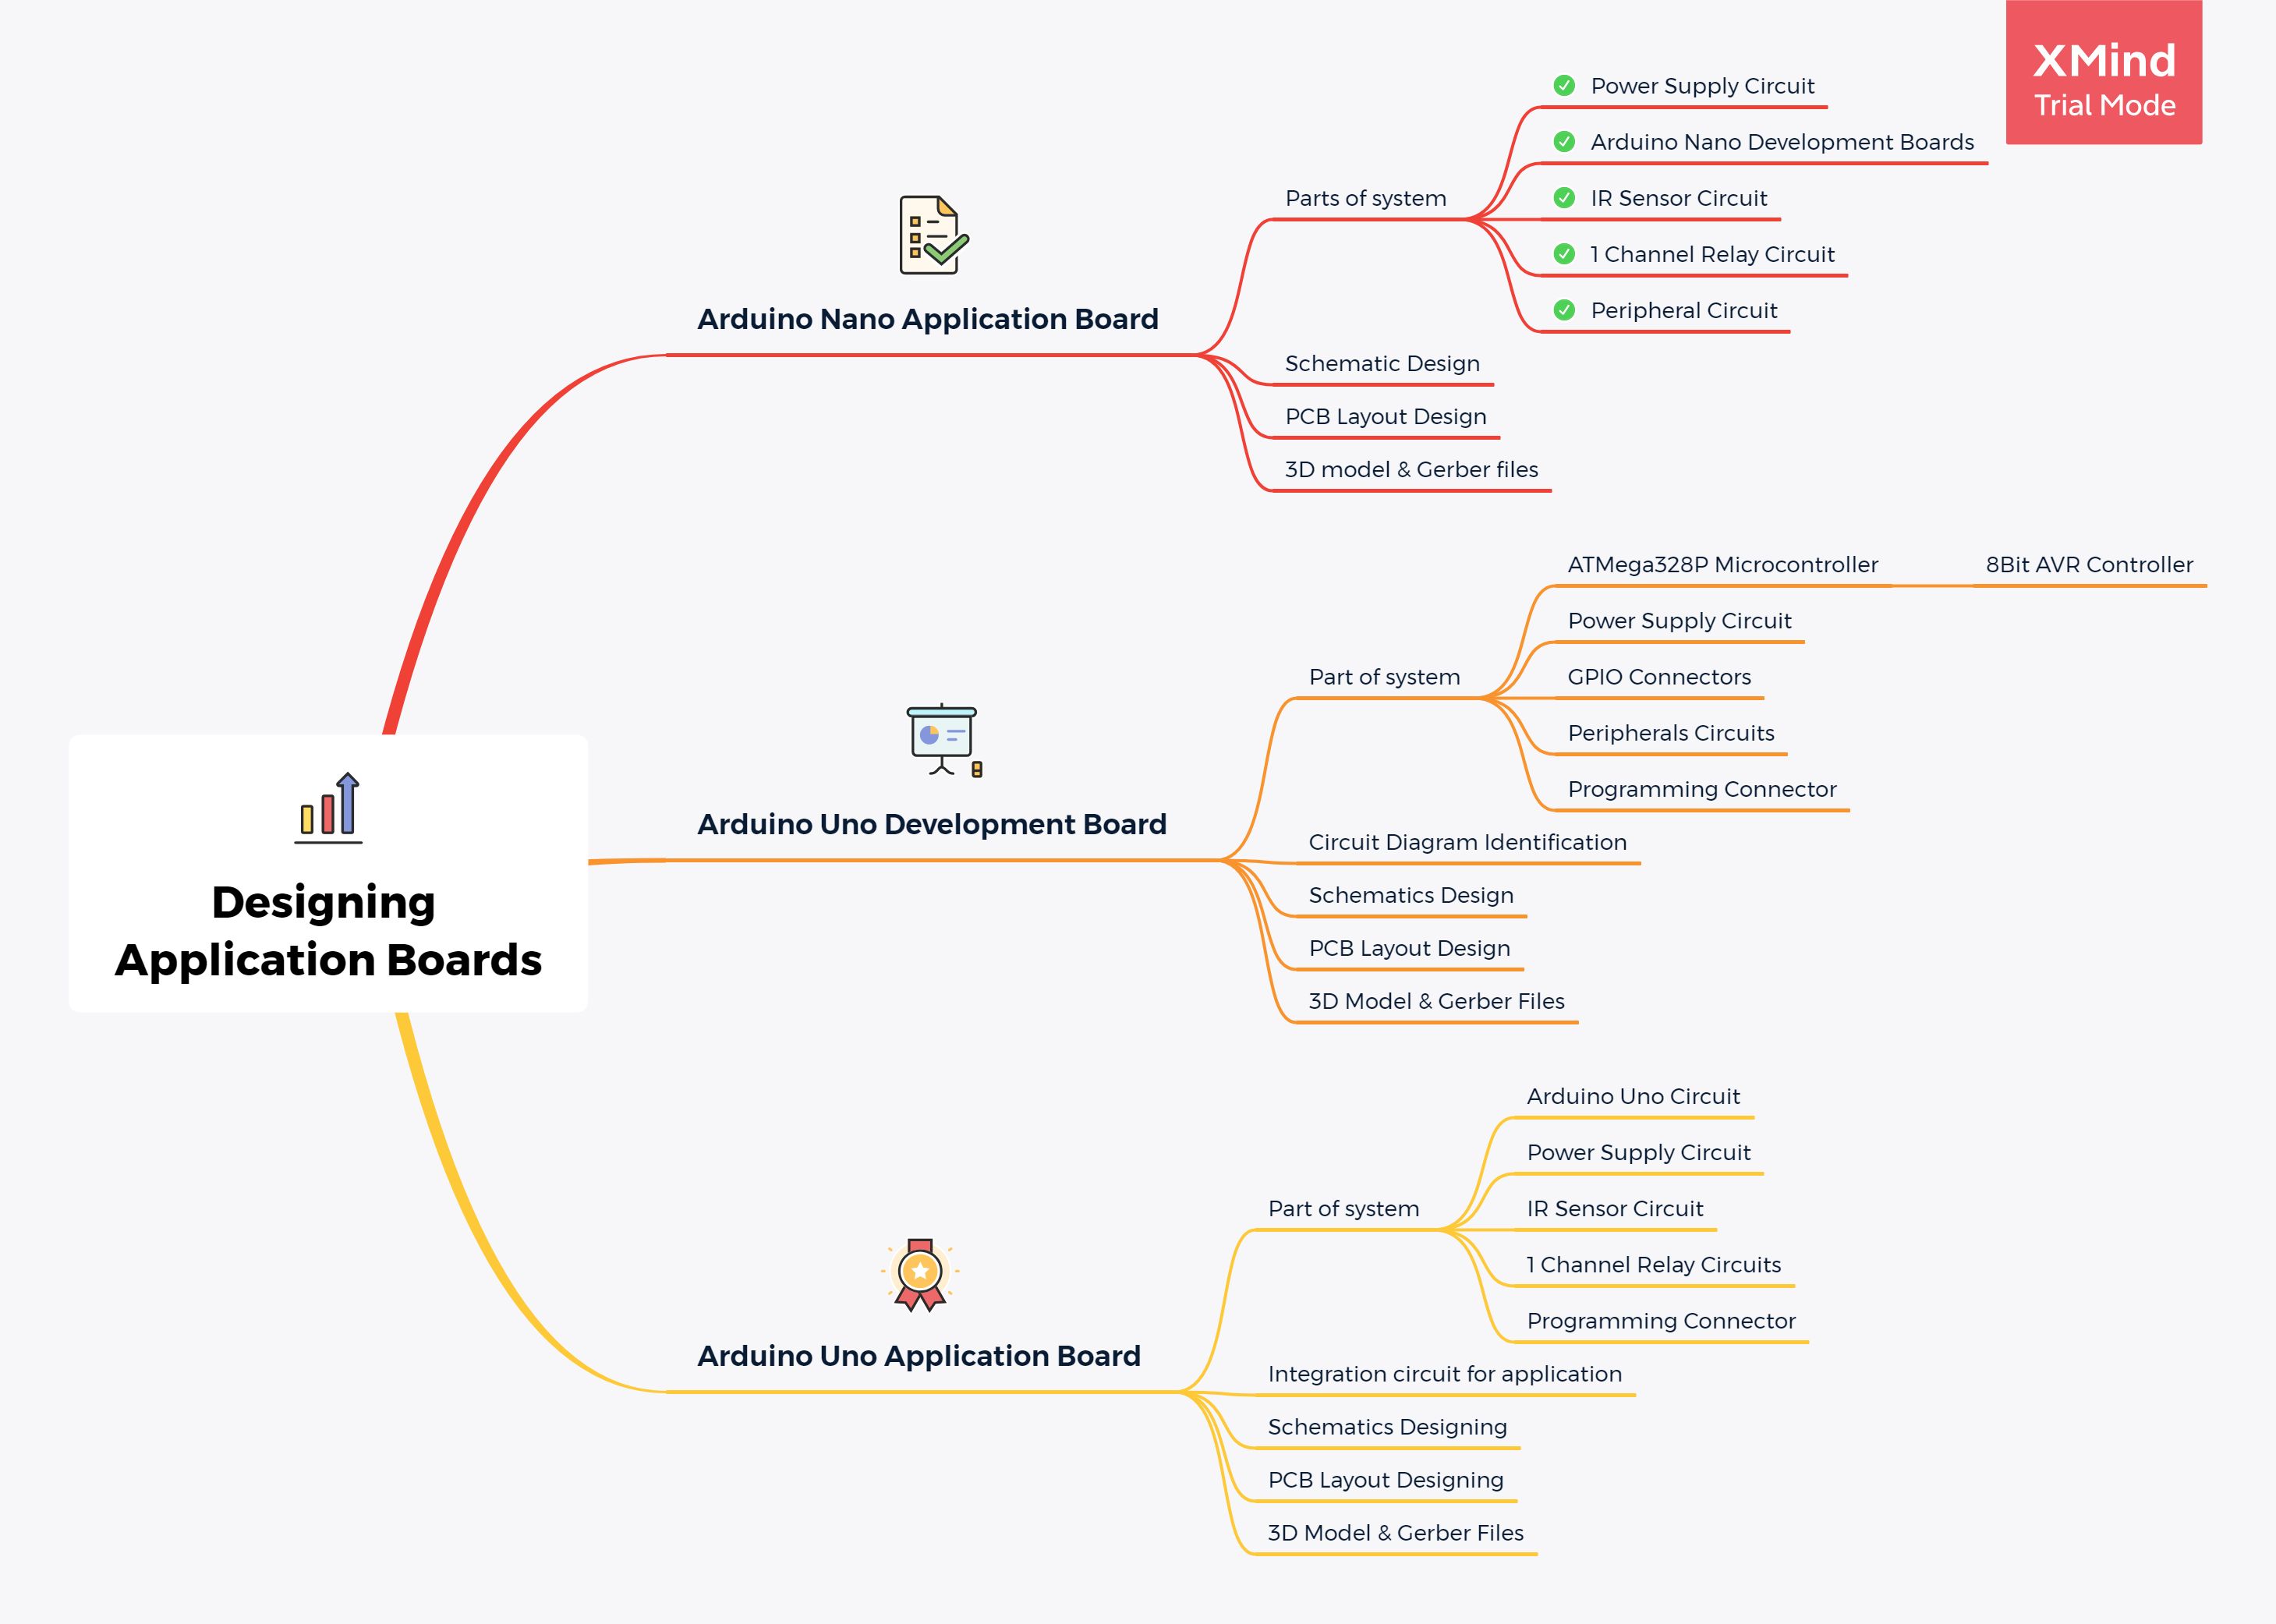 XMind
Trial Mode
Designing
Application Boards
Arduino Nano Application Board
Parts of system
Power Supply Circuit
Arduino Nano Development Boards
IR Sensor Circuit
1 Channel Relay Circuit
Peripheral Circuit
Schematic Design
PCB Layout Design
3D model & Gerber files
Arduino Uno Development Board
Part of system
ATMega328P Microcontroller
8Bit AVR Controller
Power Supply Circuit
GPIO Connectors
Peripherals Circuits
Programming Connector
Circuit Diagram Identification
Schematics Design
PCB Layout Design
3D Model & Gerber Files
Arduino Uno Application Board
Part of system
Arduino Uno Circuit
Power Supply Circuit
IR Sensor Circuit
1 Channel Relay Circuits
Programming Connector
Integration circuit for application
Schematics Designing
PCB Layout Designing
3D Model & Gerber Files